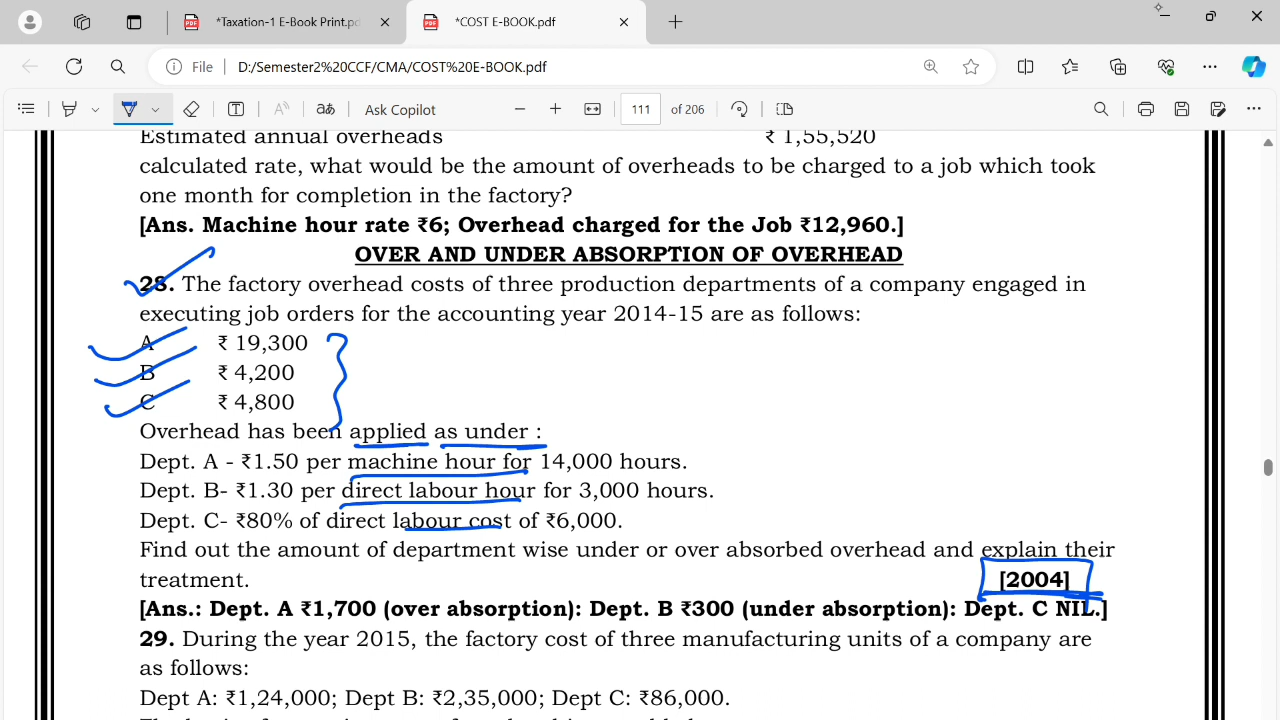 *Taxation-1 E-Book Print.pd
*COST E-BOOK.pdf
File D:/Semester2%20CCF/CMA/COST%20E-BOOK.pdf
aあ Ask Copilot 111 of 206
Estimated annual overheads ₹ 1,55,520
calculated rate, what would be the amount of overheads to be charged to a job which took
one month for completion in the factory?
[Ans. Machine hour rate ₹6; Overhead charged for the Job ₹12,960.]
OVER AND UNDER ABSORPTION OF OVERHEAD
28. The factory overhead costs of three production departments of a company engaged in
executing job orders for the accounting year 2014-15 are as follows:
A ₹ 19,300
B ₹ 4,200
C ₹ 4,800
Overhead has been applied as under :
Dept. A - ₹1.50 per machine hour for 14,000 hours.
Dept. B- ₹1.30 per direct labour hour for 3,000 hours.
Dept. C- ₹80% of direct labour cost of ₹6,000.
Find out the amount of department wise under or over absorbed overhead and explain their
treatment. [2004]
[Ans.: Dept. A ₹1,700 (over absorption): Dept. B ₹300 (under absorption): Dept. C NIL.]
29. During the year 2015, the factory cost of three manufacturing units of a company are
as follows:
Dept A: ₹1,24,000; Dept B: ₹2,35,000; Dept C: ₹86,000.